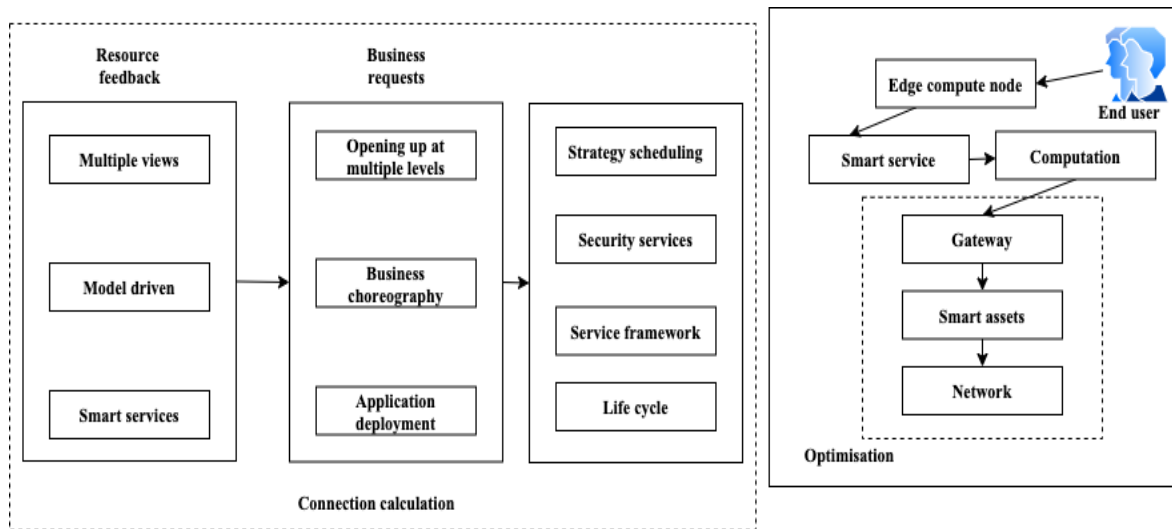 Resource
feedback
Multiple views
Model driven
Smart services
Business
requests
Opening up at
multiple levels
Business
choreography
Application
deployment
Strategy scheduling
Security services
Service framework
Life cycle
Connection calculation
Edge compute node
End user
Smart service
Computation
Gateway
Smart assets
Network
Optimisation